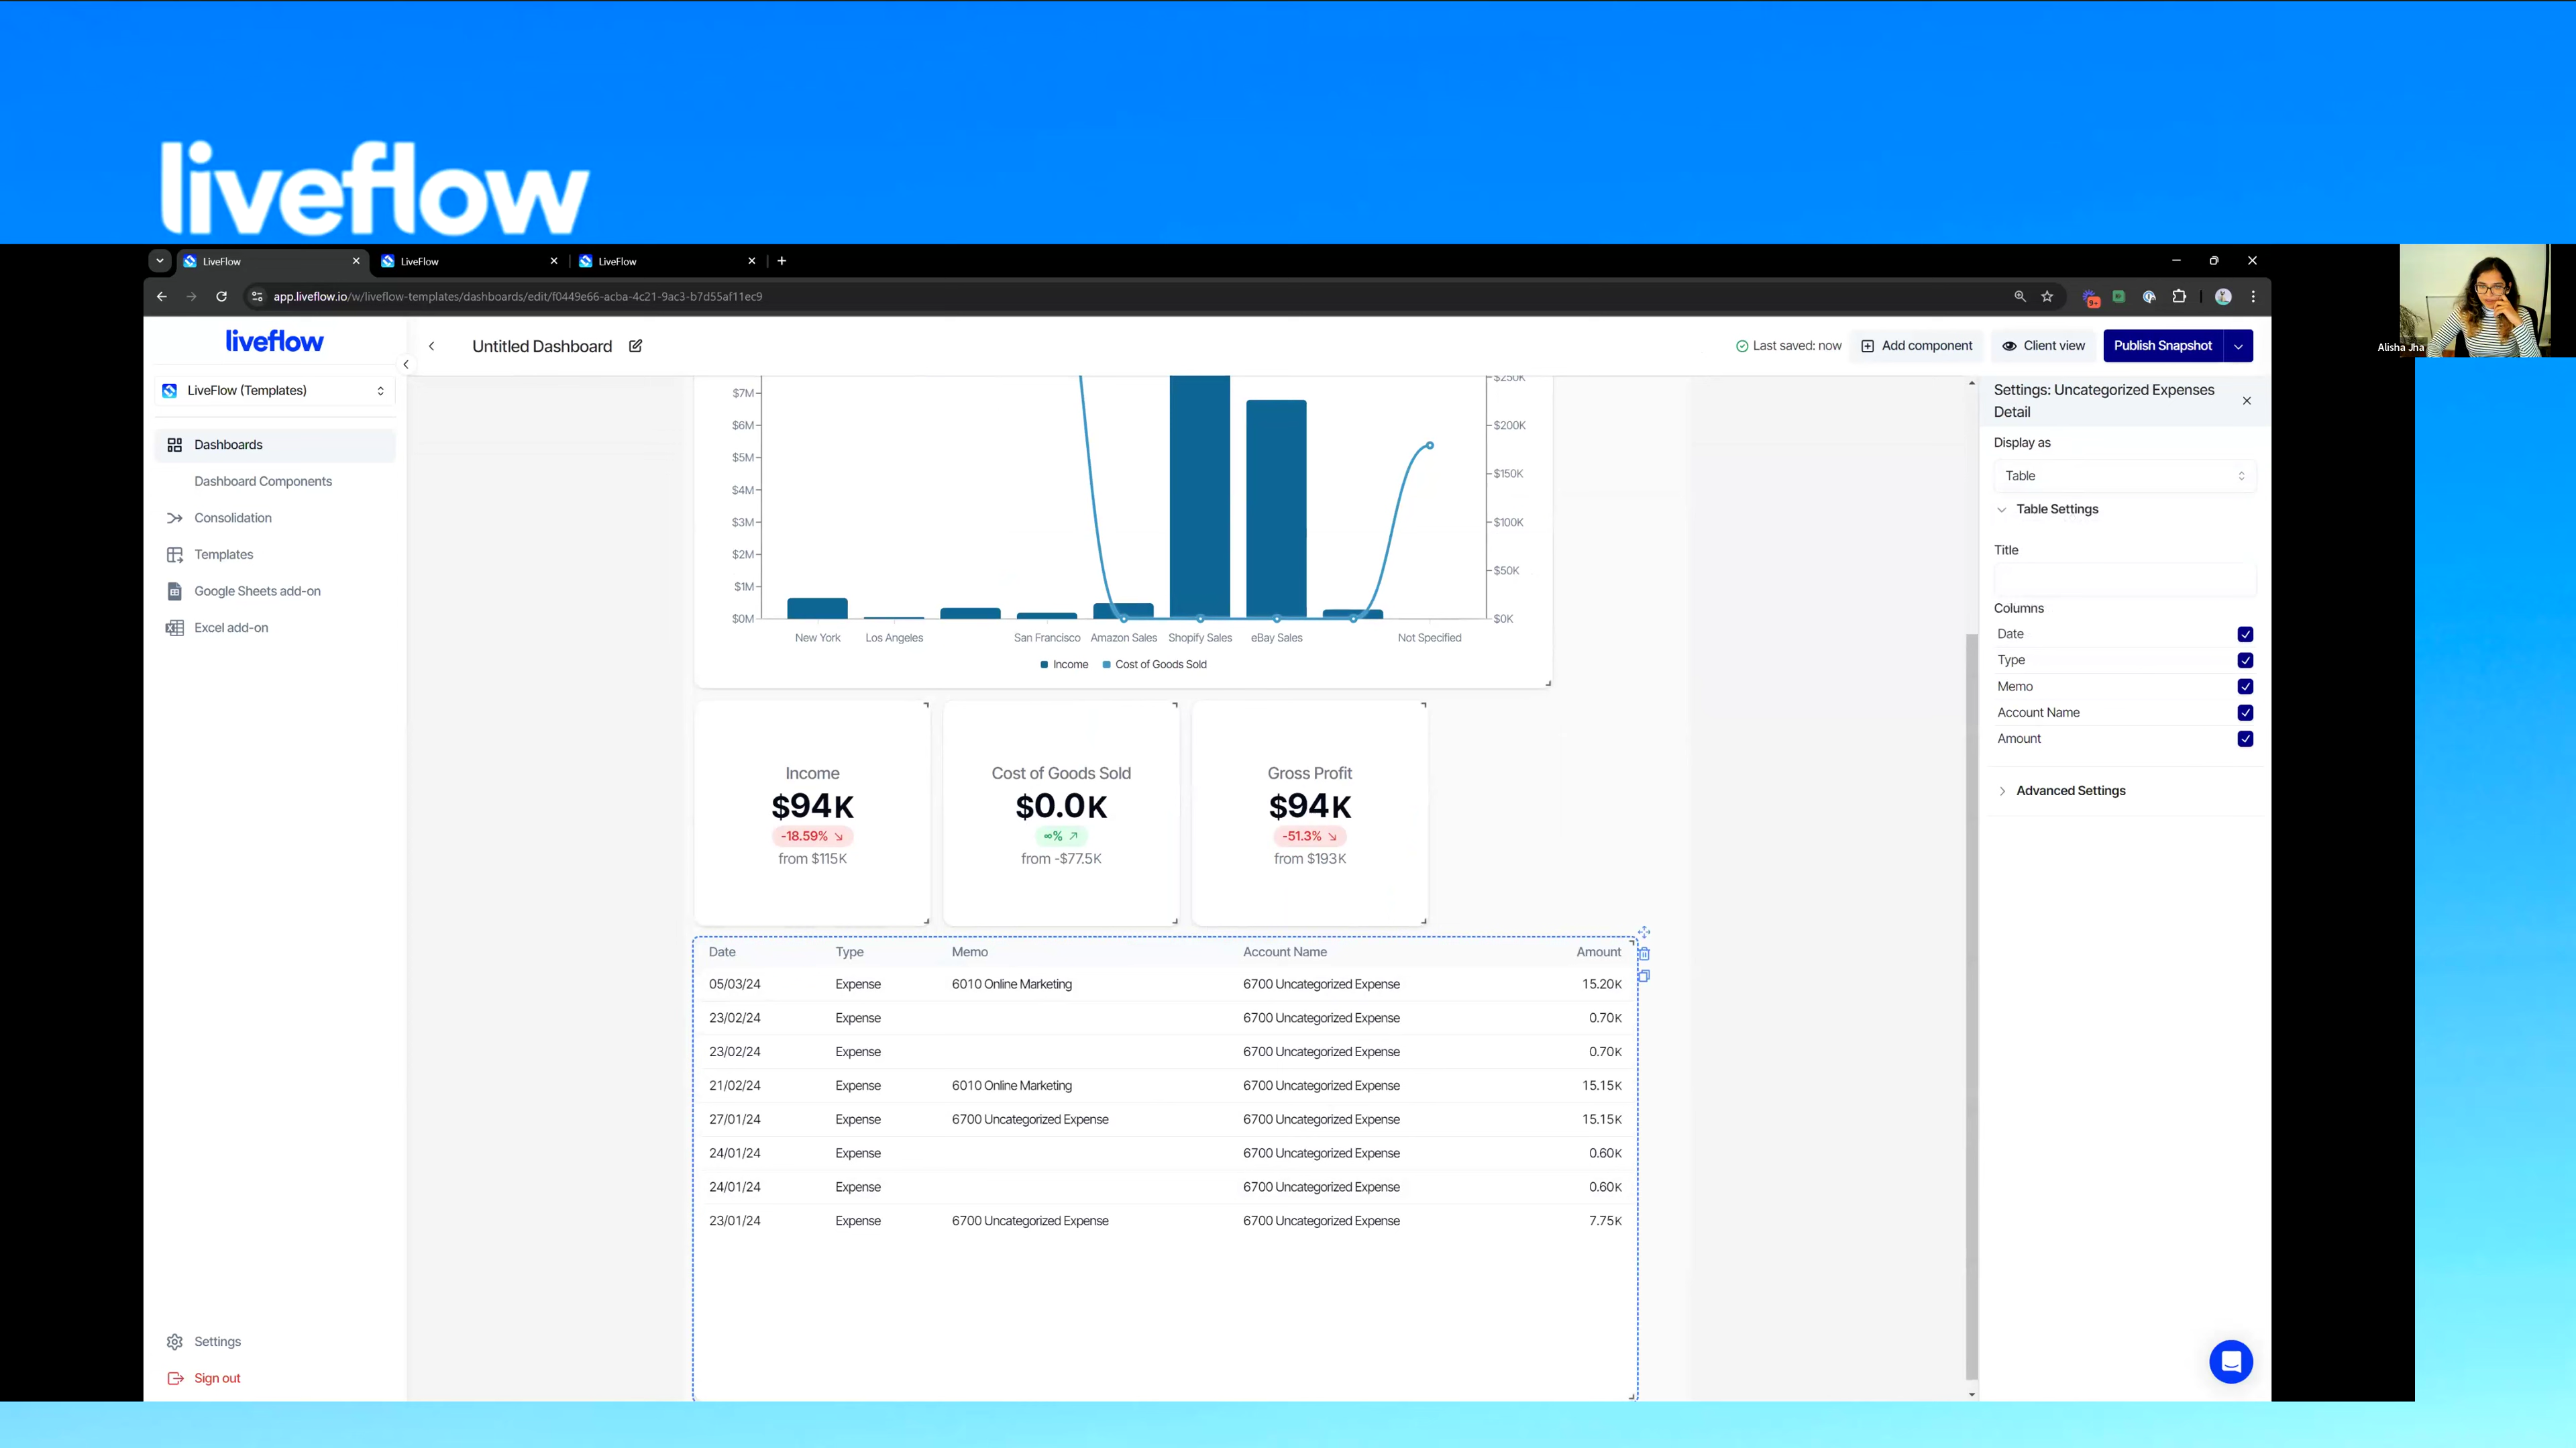 liveflow
LiveFlow
LiveFlow
LiveFlow
app.liveflow.io/w/liveflow-templates/dashboards/edit/f0449e66-acba-4c21-9ac3-b7d55af11ec9
9+
Alisha Jha
liveflow
Untitled Dashboard
Last saved: now
Add component
Client view
Publish Snapshot
LiveFlow (Templates)
Dashboards
Dashboard Components
Consolidation
Templates
Google Sheets add-on
Excel add-on
Settings
Sign out
$7M
$6M
$5M
$4M
$3M
$2M
$1M
$0M
$250K
$200K
$150K
$100K
$50K
$0K
New York Los Angeles San Francisco Amazon Sales Shopify Sales eBay Sales Not Specified
Income Cost of Goods Sold
Income
$94K
-18.59%
from $115K
Cost of Goods Sold
$0.0K
∞%
from -$77.5K
Gross Profit
$94K
-51.3%
from $193K
Date Type Memo Account Name Amount
05/03/24 Expense 6010 Online Marketing 6700 Uncategorized Expense 15.20K
23/02/24 Expense 6700 Uncategorized Expense 0.70K
23/02/24 Expense 6700 Uncategorized Expense 0.70K
21/02/24 Expense 6010 Online Marketing 6700 Uncategorized Expense 15.15K
27/01/24 Expense 6700 Uncategorized Expense 6700 Uncategorized Expense 15.15K
24/01/24 Expense 6700 Uncategorized Expense 0.60K
24/01/24 Expense 6700 Uncategorized Expense 0.60K
23/01/24 Expense 6700 Uncategorized Expense 6700 Uncategorized Expense 7.75K
Settings: Uncategorized Expenses
Detail
Display as
Table
Table Settings
Title
Columns
Date
Type
Memo
Account Name
Amount
Advanced Settings